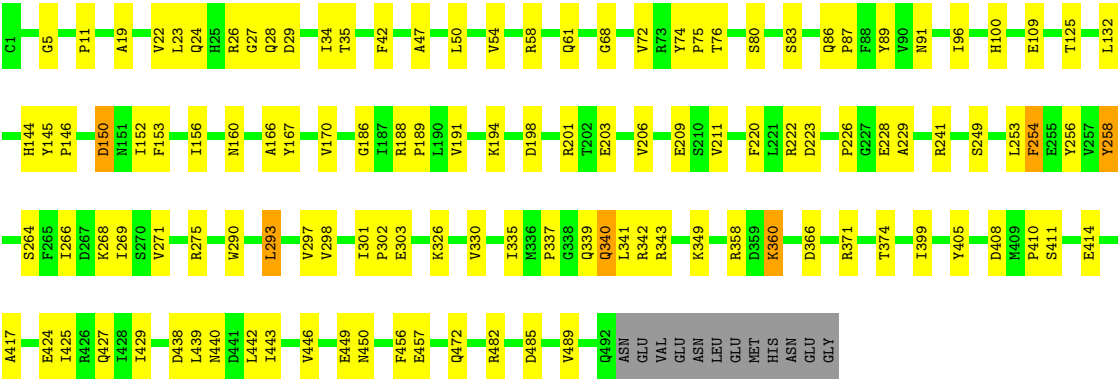 C1 G5 P11 A19 V22 L23 Q24 H25 R26 G27 Q28 D29 I34 T35 F42 A47 L50 V54 R58 Q61 G68 V72 R73 Y74 P75 T76 S80 S83 Q86 P87 F88 Y89 V90 N91 I96 H100 E109 T125 L132
H144 Y145 P146 D150 N151 I152 F153 I156 N160 A166 Y167 V170 G186 I187 R188 P189 L190 V191 K194 D198 R201 T202 E203 V206 E209 S210 V211 F220 L221 R222 D223 P226 G227 E228 A229 R241 S249 L253 F254 E255 Y256 V257 Y258
S264 F265 I266 D267 K268 I269 S270 V271 R275 W290 L293 V297 V298 I301 P302 E303 K326 V330 I335 M336 P337 G338 Q339 Q340 L341 R342 R343 K349 R358 D359 K360 D366 R371 T374 I399 Y405 D408 M409 P410 S411 E414
A417 E424 I425 R426 Q427 I428 I429 D438 L439 N440 D441 L442 I443 V446 E449 N450 F456 E457 Q472 R482 D485 V489 Q492 ASN GLU VAL GLU ASN LEU GLU MET HIS ASN GLU GLY